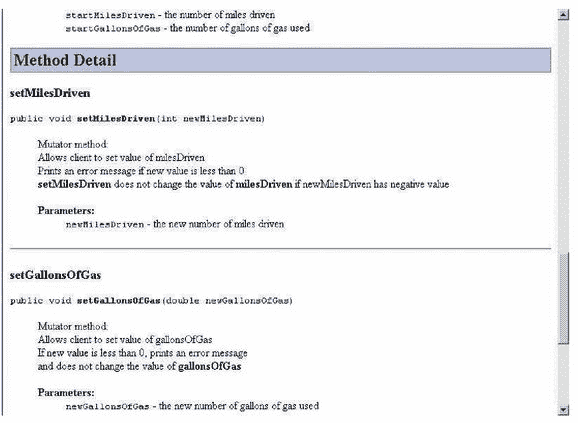 startMilesDriven - the number of miles driven
startGallonsOfGas - the number of gallons of gas used
Method Detail
setMilesDriven
public void setMilesDriven(int newMilesDriven)
Mutator method:
Allows client to set value of milesDriven
Prints an error message if new value is less than 0
setMilesDriven does not change the value of milesDriven if newMilesDriven has negative value
Parameters:
newMilesDriven - the new number of miles driven
setGallonsOfGas
public void setGallonsOfGas(double newGallonsOfGas)
Mutator method:
Allows client to set value of gallonsOfGas
If new value is less than 0, prints an error message
and does not change the value of gallonsOfGas
Parameters:
newGallonsOfGas - the new number of gallons of gas used